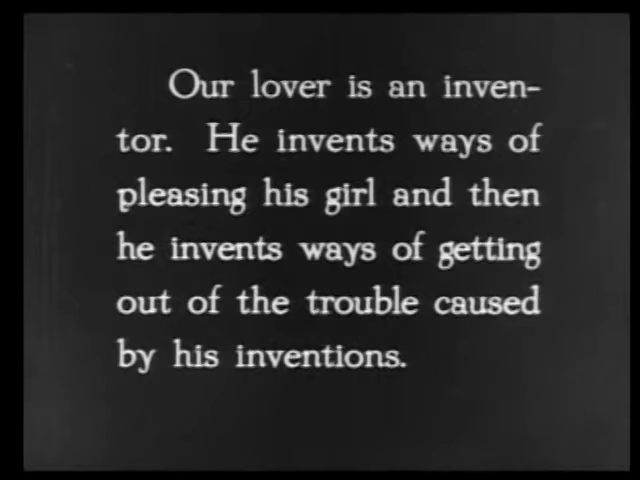 Our lover is an inven-
tor. He invents ways of
pleasing his girl and then
he invents ways of getting
out of the trouble caused
by his inventions.